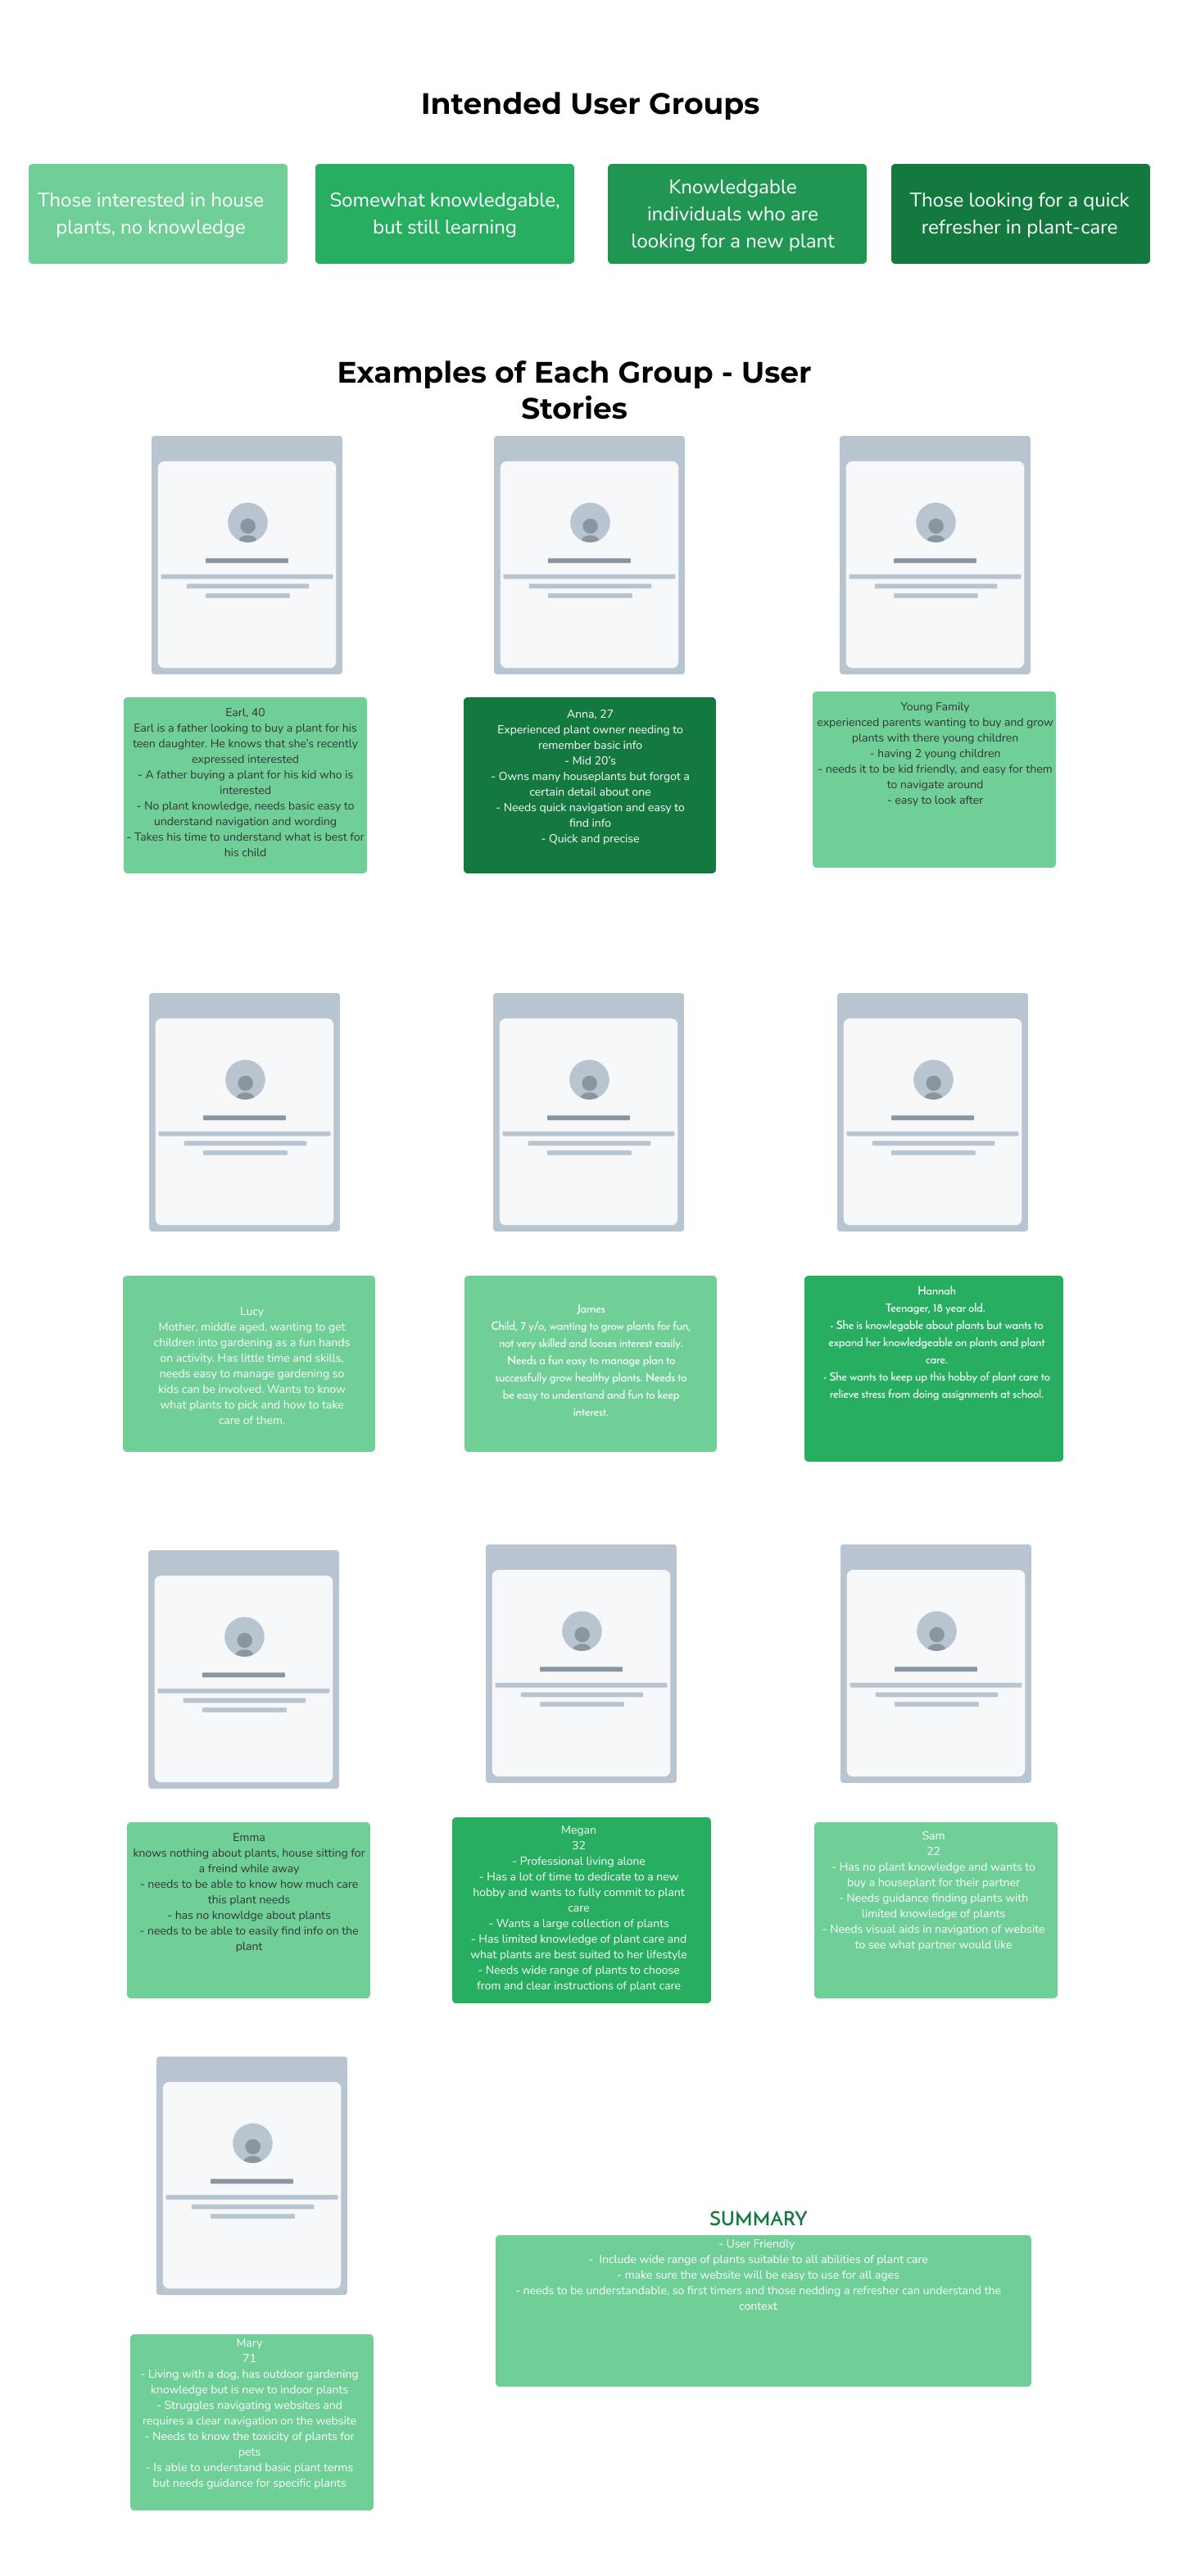 Intended User Groups
Those interested in house
plants, no knowledge
Somewhat knowledgable,
but still learning
Knowledgable
individuals who are
looking for a new plant
Those looking for a quick
refresher in plant-care
Examples of Each Group - User
Stories
Earl, 40
Earl is a father looking to buy a plant for his
teen daughter. He knows that she's recently
expressed interested
- A father buying a plant for his kid who is
interested
- No plant knowledge, needs basic easy to
understand navigation and wording
- Takes his time to understand what is best for
his child
Anna, 27
Experienced plant owner needing to
remember basic info
- Mid 20's
- Owns many houseplants but forgot a
certain detail about one
- Needs quick navigation and easy to
find info
- Quick and precise
Young Family
experienced parents wanting to buy and grow
plants with there young children
- having 2 young children
- needs it to be kid friendly, and easy for them
to navigate around
- easy to look after
Lucy
Mother, middle aged, wanting to get
children into gardening as a fun hands
on activity. Has little time and skills,
needs easy to manage gardening so
kids can be involved. Wants to know
what plants to pick and how to take
care of them.
James
Child, 7 y/o, wanting to grow plants for fun,
not very skilled and looses interest easily.
Needs a fun easy to manage plan to
successfully grow healthy plants. Needs to
be easy to understand and fun to keep
interest.
Hannah
Teenager, 18 year old.
- She is knowlegable about plants but wants to
expand her knowledgeable on plants and plant
care.
- She wants to keep up this hobby of plant care to
relieve stress from doing assignments at school.
Emma
knows nothing about plants, house sitting for
a freind while away
- needs to be able to know how much care
this plant needs
- has no knowldge about plants
- needs to be able to easily find info on the
plant
Megan
32
- Professional living alone
- Has a lot of time to dedicate to a new
hobby and wants to fully commit to plant
care
- Wants a large collection of plants
- Has limited knowledge of plant care and
what plants are best suited to her lifestyle
- Needs wide range of plants to choose
from and clear instructions of plant care
Sam
22
- Has no plant knowledge and wants to
buy a houseplant for their partner
- Needs guidance finding plants with
limited knowledge of plants
- Needs visual aids in navigation of website
to see what partner would like
Mary
71
- Living with a dog, has outdoor gardening
knowledge but is new to indoor plants
- Struggles navigating websites and
requires a clear navigation on the website
- Needs to know the toxicity of plants for
pets
- Is able to understand basic plant terms
but needs guidance for specific plants
SUMMARY
- User Friendly
- Include wide range of plants suitable to all abilities of plant care
- make sure the website will be easy to use for all ages
- needs to be understandable, so first timers and those nedding a refresher can understand the
context